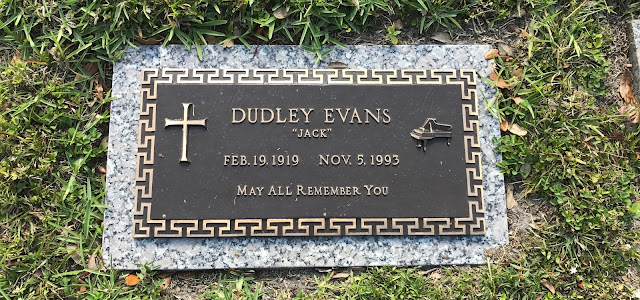 DUDLEY EVANS
"JACK"
FEB. 19, 1919 NOV. 5, 1993
MAY ALL REMEMBER YOU